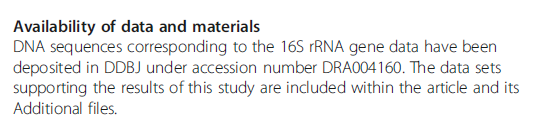 Availability of data and materials
DNA sequences corresponding to the 16S rRNA gene data have been
deposited in DDBJ under accession number DRA004160. The data sets
supporting the results of this study are included within the article and its
Additional files.